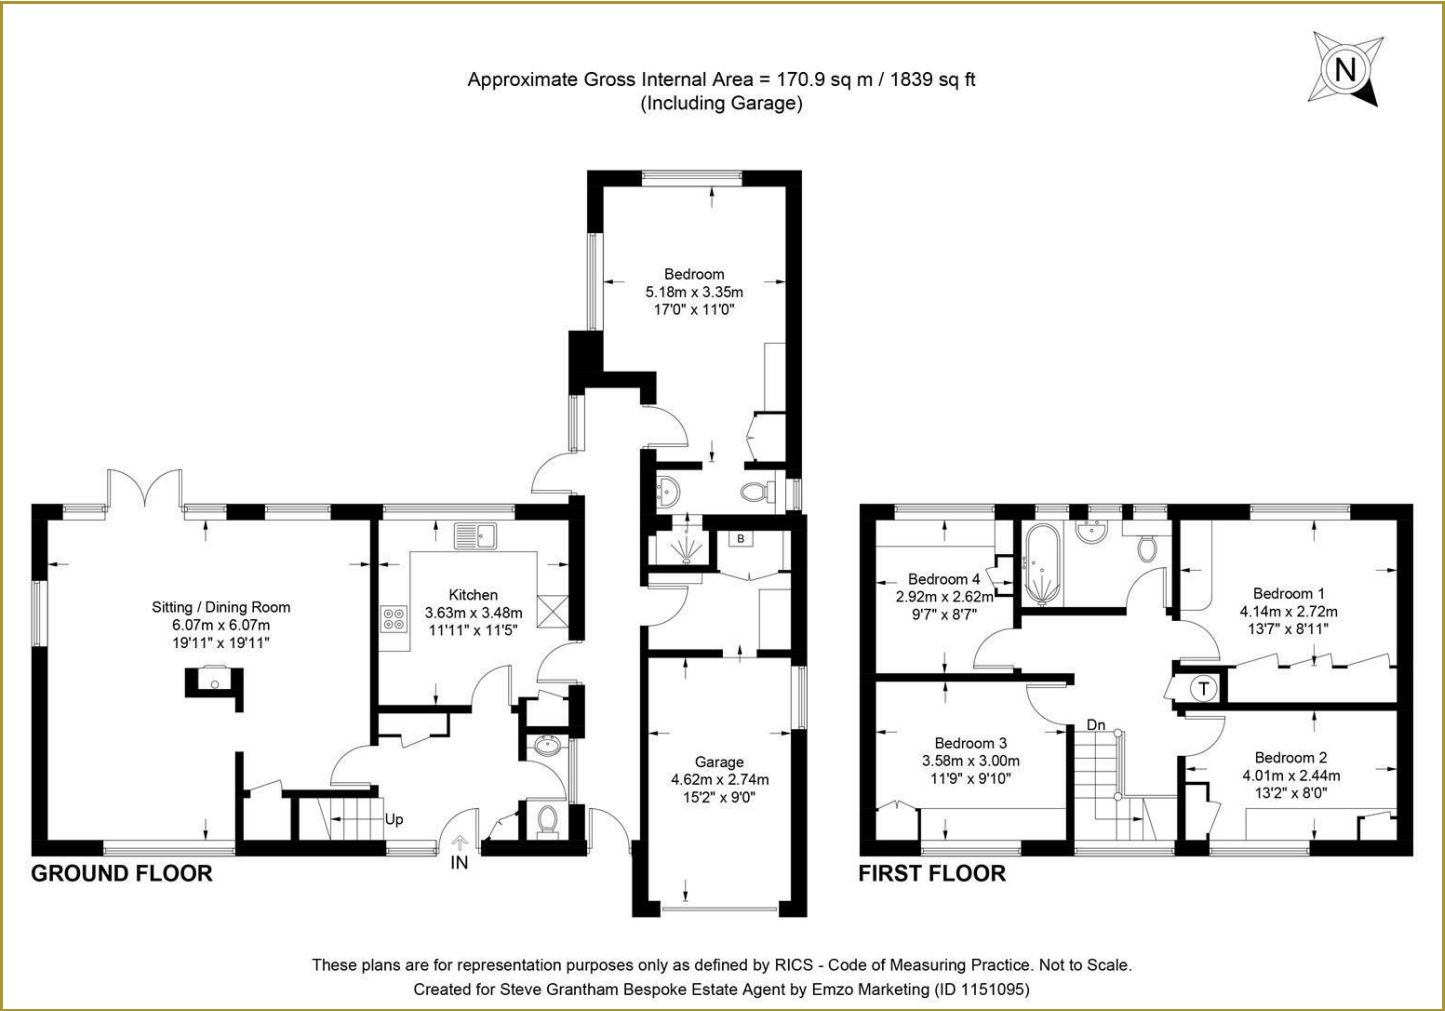 Approximate Gross Internal Area = 170.9 sq m / 1839 sq ft
(Including Garage)
N
Bedroom
5.18m x 3.35m
17'0" x 11'0"
B
Sitting / Dining Room
6.07m x 6.07m
19'11" x 19'11"
Kitchen
3.63m x 3.48m
11'11" x 11'5"
Garage
4.62m x 2.74m
15'2" x 9'0"
Up
IN
GROUND FLOOR
Bedroom 4
2.92m x 2.62m
9'7" x 8'7"
Bedroom 1
4.14m x 2.72m
13'7" x 8'11"
T
Dn
Bedroom 3
3.58m x 3.00m
11'9" x 9'10"
Bedroom 2
4.01m x 2.44m
13'2" x 8'0"
FIRST FLOOR
These plans are for representation purposes only as defined by RICS - Code of Measuring Practice. Not to Scale.
Created for Steve Grantham Bespoke Estate Agent by Emzo Marketing (ID 1151095)